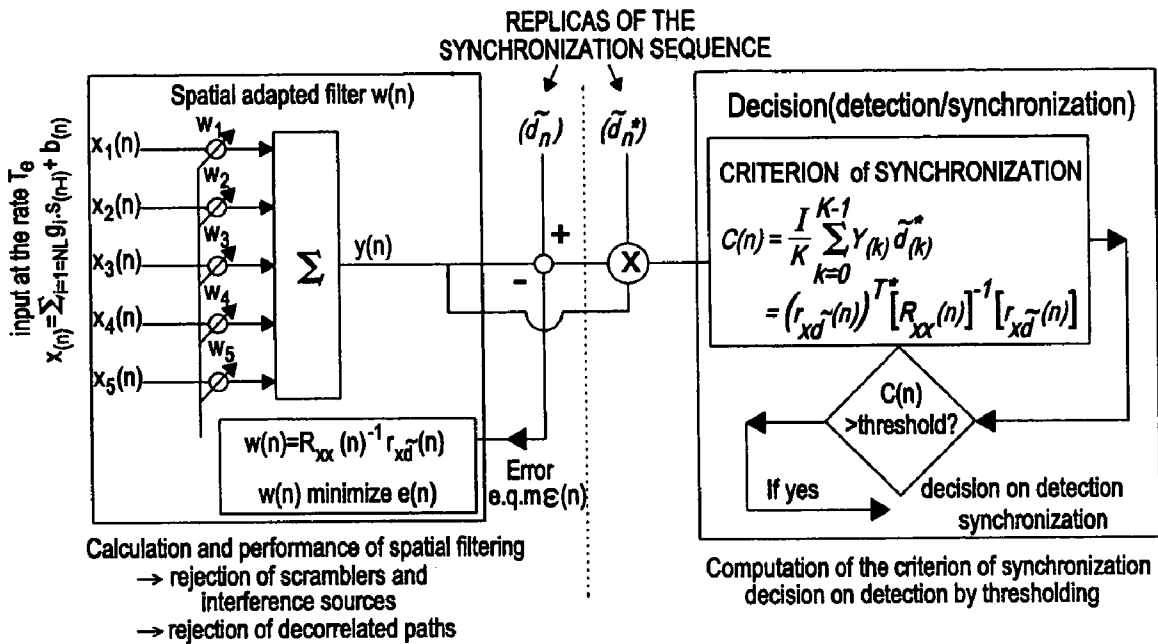 REPLICAS OF THE
SYNCHRONIZATION SEQUENCE
Spatial adapted filter w(n)
(d̃n)
(d̃n*)
input at the rate Te
x(n)=Σi=1=NL gi.s(n-i)+ b(n)
x1(n)
w1
x2(n)
w2
x3(n)
w3
x4(n)
w4
x5(n)
w5
Σ
y(n)
+
-
X
w(n)=Rxx (n)-1 rxd̃(n)
w(n) minimize e(n)
Error
e.q.m ε(n)
Calculation and performance of spatial filtering
→ rejection of scramblers and
interference sources
→ rejection of decorrelated paths
Decision(detection/synchronization)
CRITERION of SYNCHRONIZATION
C(n) = I/K Σ k=0 K-1 Y(k) d̃*(k)
= (rxd̃(n))T* [Rxx(n)]-1 [rxd̃(n)]
C(n)
>threshold?
If yes
decision on detection
synchronization
Computation of the criterion of synchronization
decision on detection by thresholding